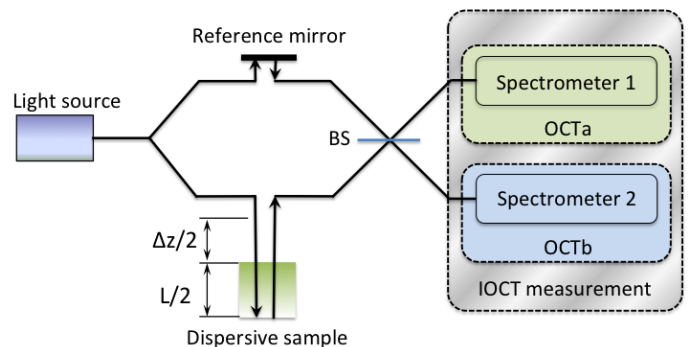 Reference mirror
Light source
Spectrometer 1
OCTa
BS
Spectrometer 2
OCTb
Δz/2
L/2
IOCT measurement
Dispersive sample